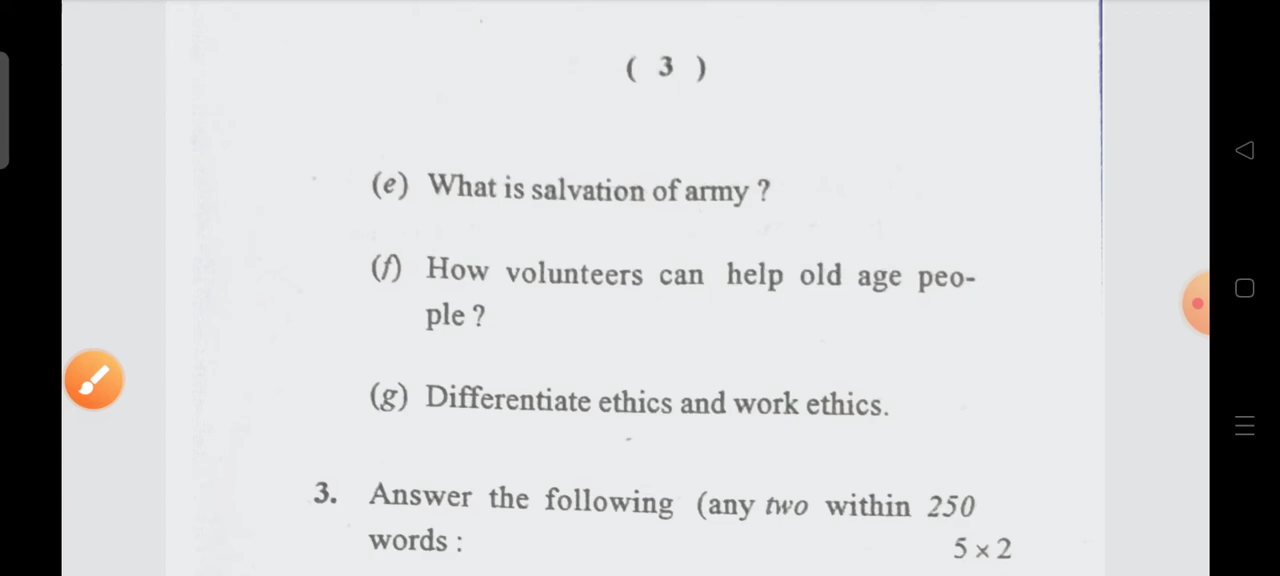 ( 3 )
(e) What is salvation of army ?
(f) How volunteers can help old age peo-
ple ?
(g) Differentiate ethics and work ethics.
3. Answer the following (any two within 250
words :
5 × 2